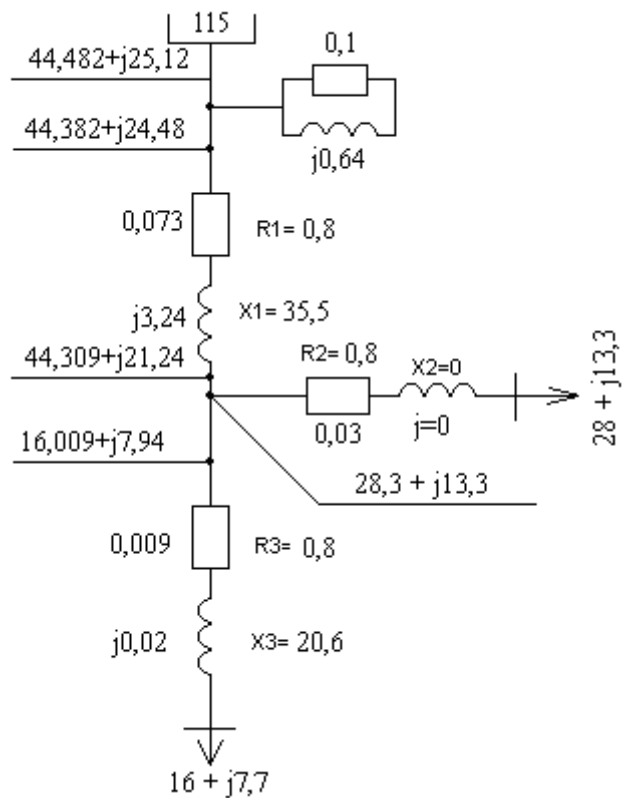 115
0,1
44,482+j25,12
44,382+j24,48
j0,64
0,073
R1= 0,8
j3,24
X1= 35,5
44,309+j21,24
R2= 0,8
X2=0
0,03
j=0
28 + j13,3
16,009+j7,94
28,3 + j13,3
0,009
R3= 0,8
j0,02
X3= 20,6
16 + j7,7